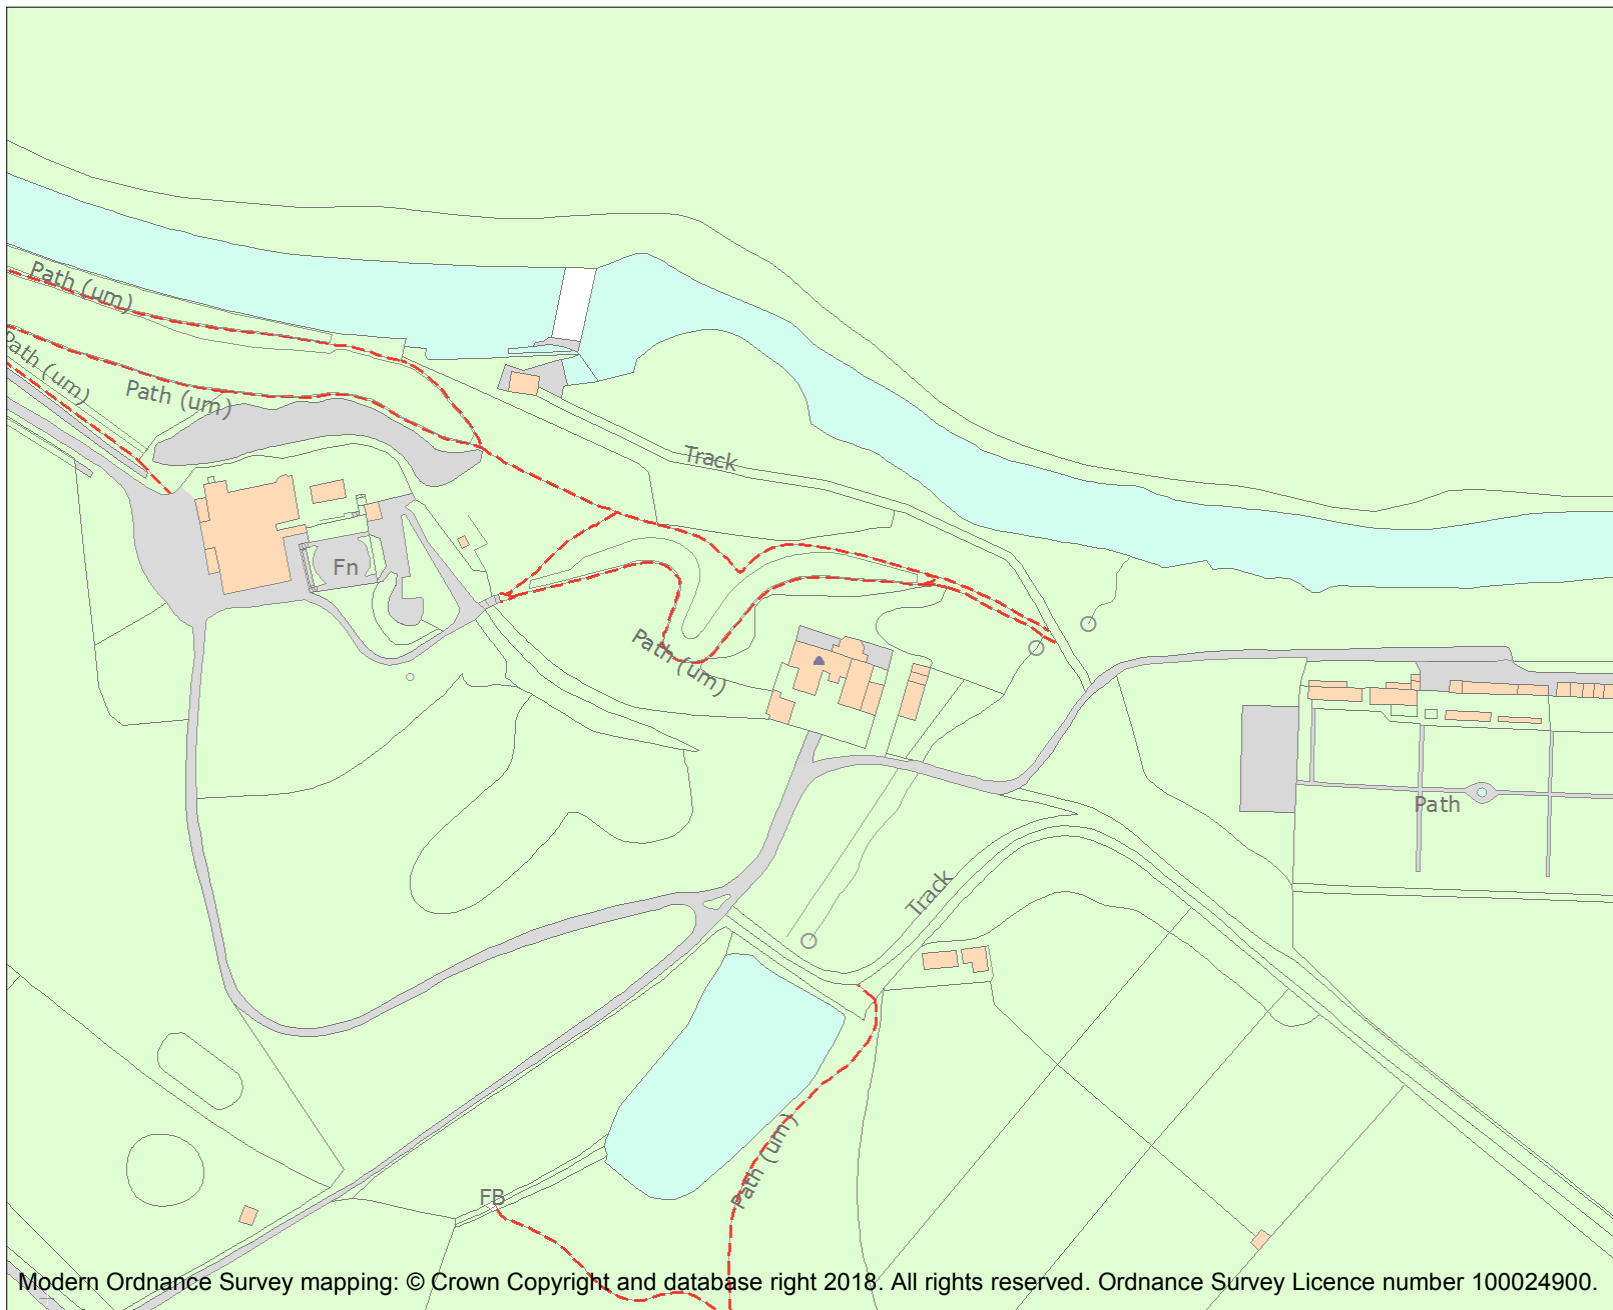 Path (um)
Path (um)
Path (um)
Track
Fn
Path (um)
Path
Track
Path (um)
FB
Modern Ordnance Survey mapping: © Crown Copyright and database right 2018. All rights reserved. Ordnance Survey Licence number 100024900.